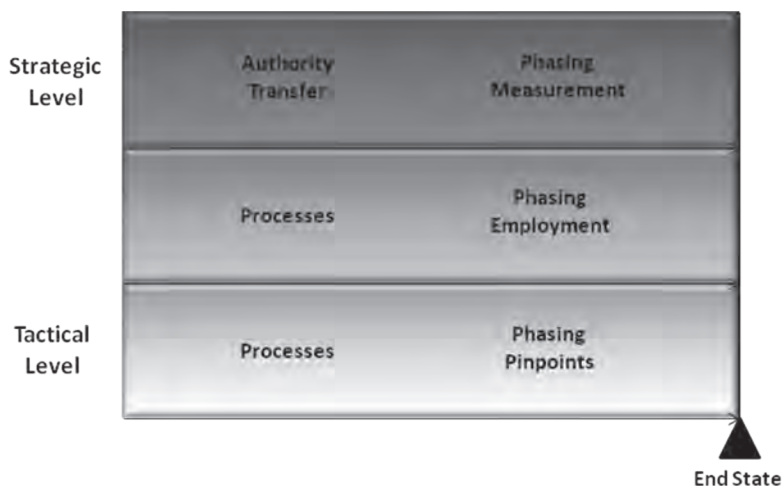 Strategic
Level
Authority
Transfer
Phasing
Measurement
Processes
Phasing
Employment
Tactical
Level
Processes
Phasing
Pinpoints
End State